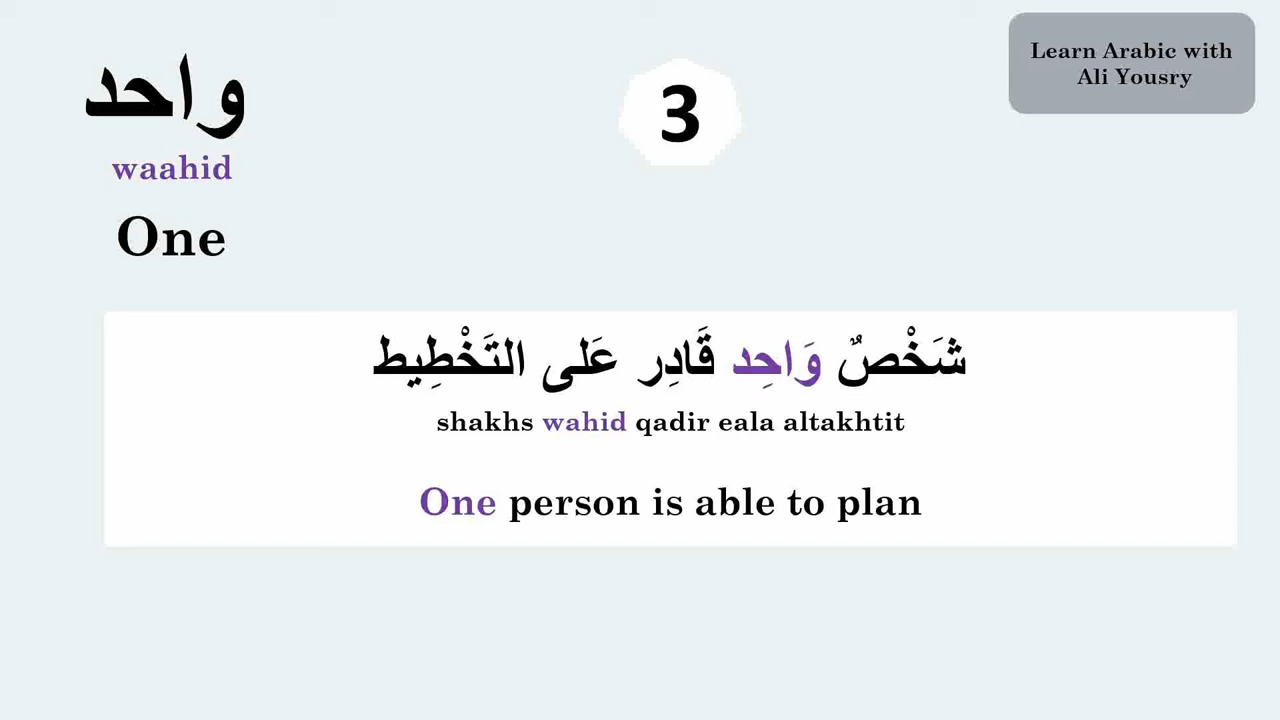 واحد
waahid
One
3
Learn Arabic with
Ali Yousry
شَخْصٌ وَاحِد قَادِر عَلى التَخْطِيط
shakhs wahid qadir eala altakhtit
One person is able to plan